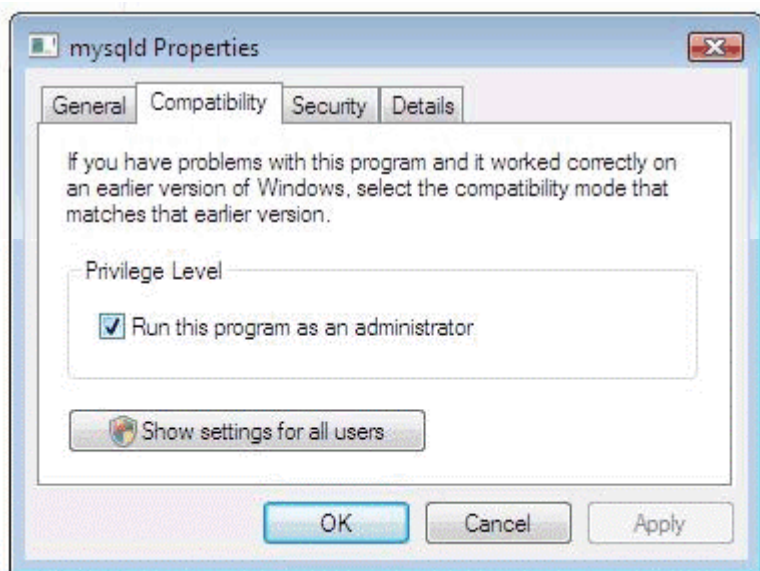 mysqld Properties
General Compatibility Security Details
If you have problems with this program and it worked correctly on
an earlier version of Windows, select the compatibility mode that
matches that earlier version.
Privilege Level
Run this program as an administrator
Show settings for all users
OK Cancel Apply